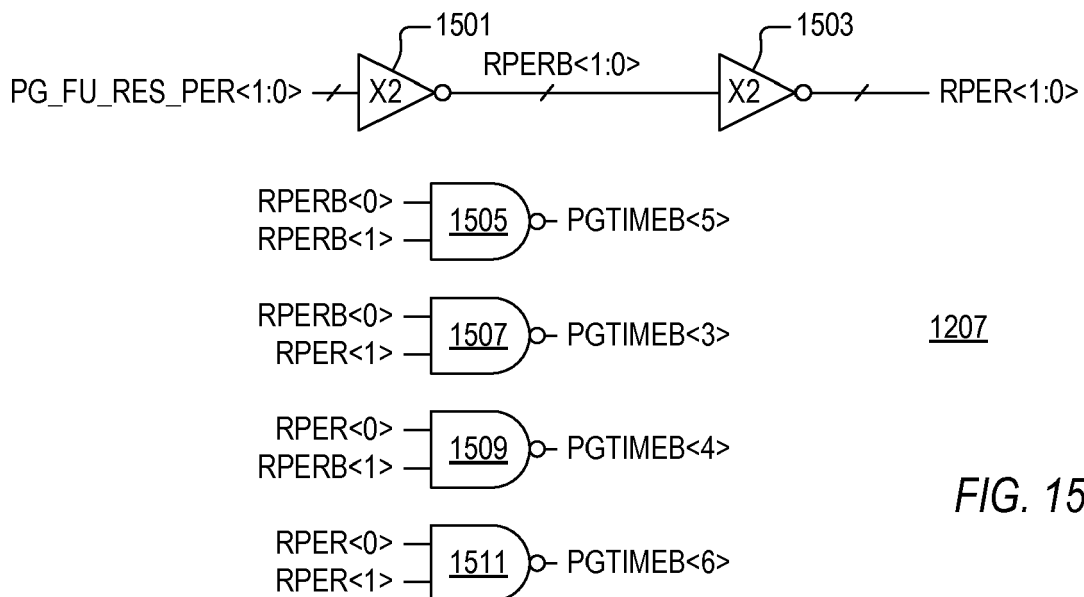 1501
1503
PG_FU_RES_PER<1:0>
X2
RPERB<1:0>
X2
RPER<1:0>
RPERB<0>
RPERB<1>
1505
PGTIMEB<5>
RPERB<0>
RPER<1>
1507
PGTIMEB<3>
1207
RPER<0>
RPERB<1>
1509
PGTIMEB<4>
FIG. 15
RPER<0>
RPER<1>
1511
PGTIMEB<6>